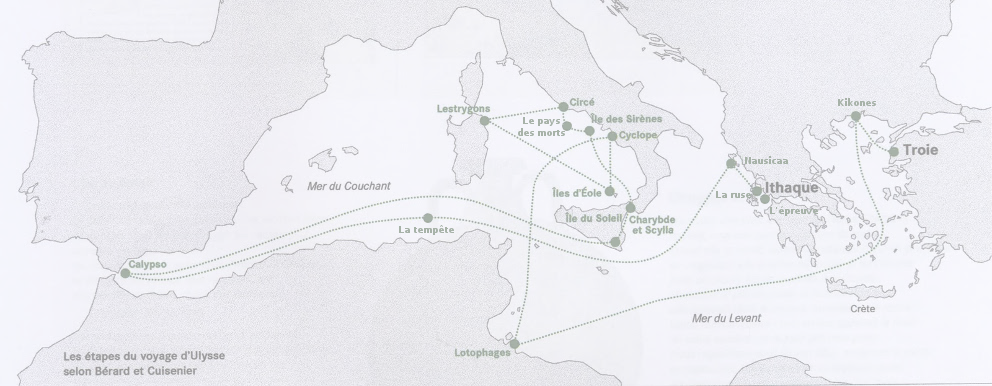 Kikones
Troie
Lestrygons
Circé
Île des Sirènes
Le pays
des morts
Cyclope
Nausicaa
Mer du Couchant
Îles d'Éole
La ruse
Ithaque
L'épreuve
Île du Soleil
Charybde
et Scylla
La tempête
Calypso
Crète
Mer du Levant
Lotophages
Les étapes du voyage d'Ulysse
selon Bérard et Cuisenier